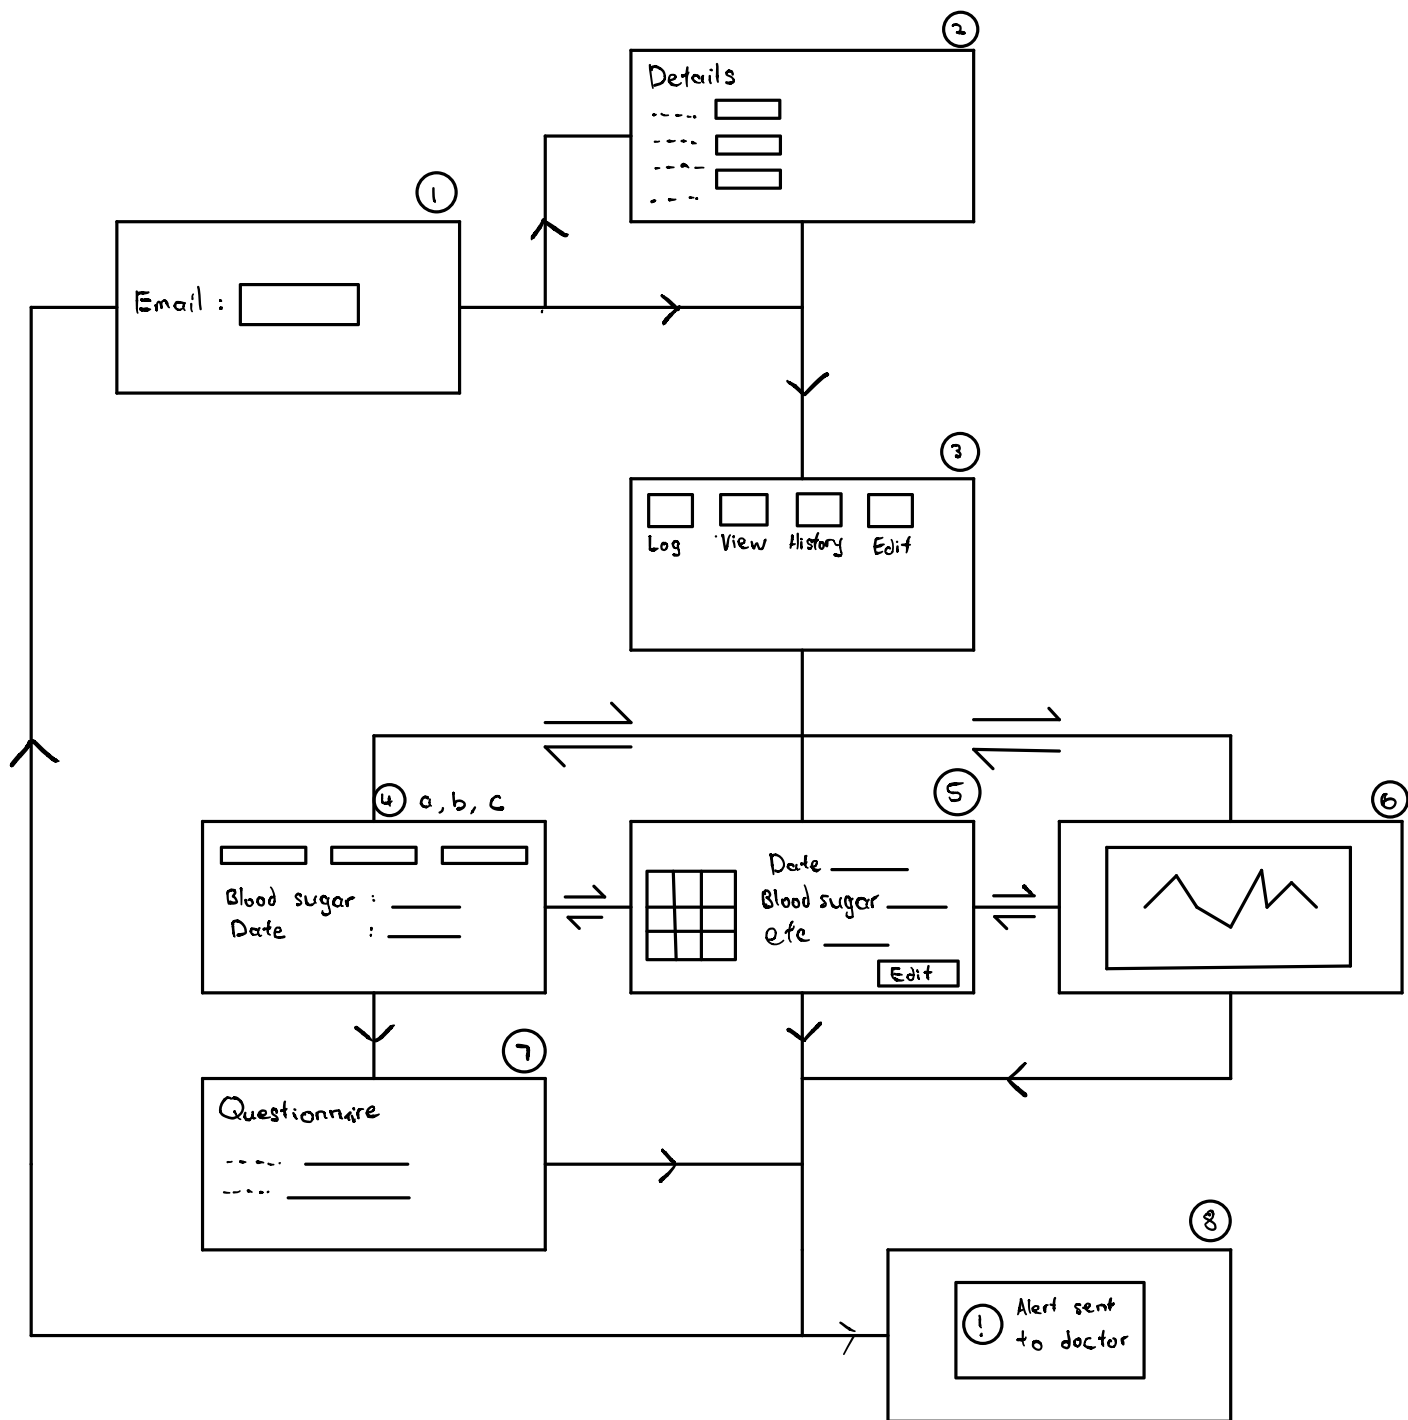 2
Details
1
Email :
3
Log View History Edit
4 a, b, c
5
6
Blood sugar :
Date :
Date
Blood sugar
etc
Edit
7
Questionnaire
8
! Alert sent
to doctor